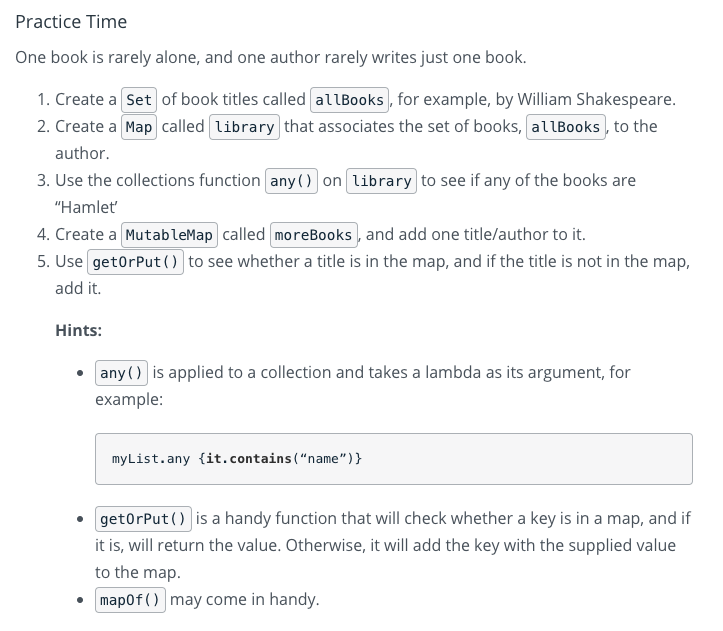 Practice Time
One book is rarely alone, and one author rarely writes just one book.
1. Create a Set of book titles called allBooks, for example, by William Shakespeare.
2. Create a Map called library that associates the set of books, allBooks, to the
author.
3. Use the collections function any() on library to see if any of the books are
“Hamlet’
4. Create a MutableMap called moreBooks, and add one title/author to it.
5. Use getOrPut() to see whether a title is in the map, and if the title is not in the map,
add it.
Hints:
• any() is applied to a collection and takes a lambda as its argument, for
example:
myList.any {it.contains(“name”)}
• getOrPut() is a handy function that will check whether a key is in a map, and if
it is, will return the value. Otherwise, it will add the key with the supplied value
to the map.
• mapOf() may come in handy.